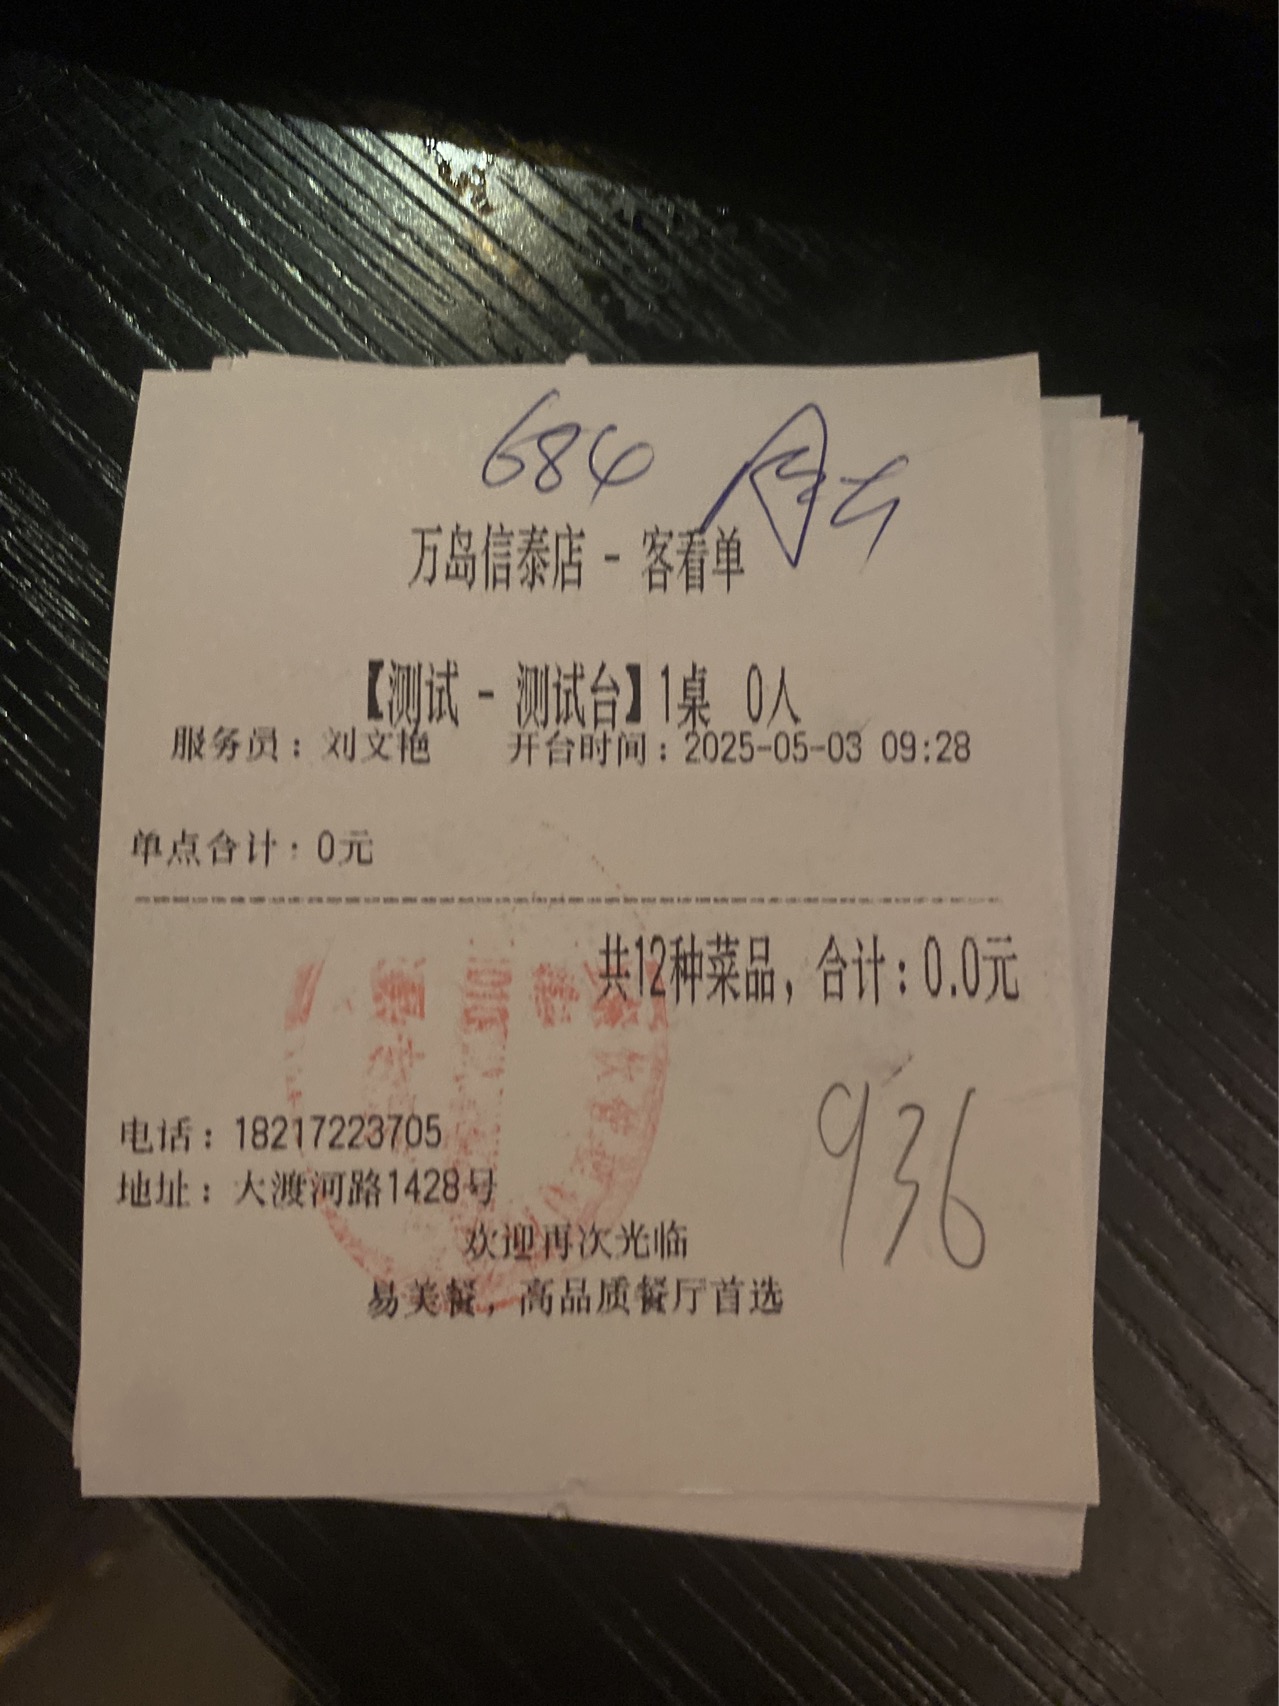 684
万岛信泰店 - 客看单
【测试 - 测试台】1桌 0人
服务员：刘文艳 开台时间：2025-05-03 09:28
单点合计：0元
共12种菜品，合计：0.0元
936
电话：18217223705
地址：大渡河路1428号
欢迎再次光临
易美餐，高品质餐厅首选